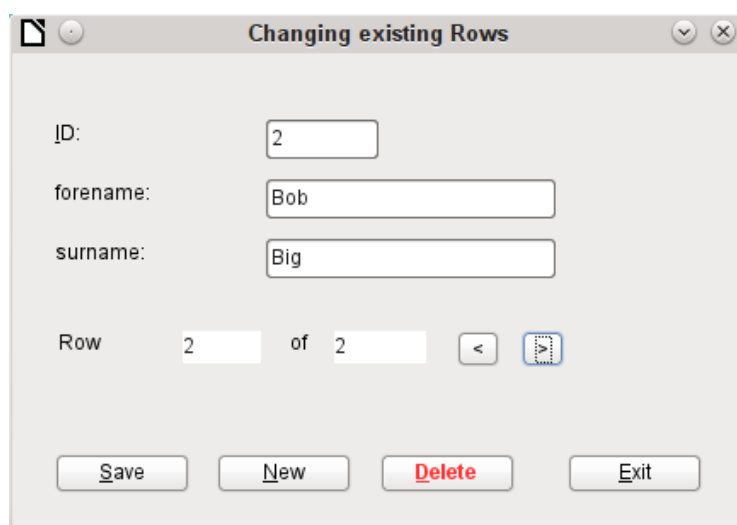 Changing existing Rows
ID: 2
forename: Bob
surname: Big
Row 2 of 2 < >
Save New Delete Exit